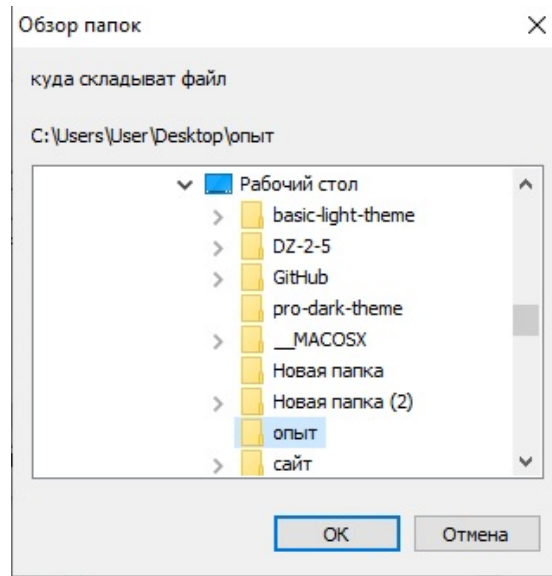 Обзор папок
куда складыват файл
C:\Users\User\Desktop\опыт
Рабочий стол
basic-light-theme
DZ-2-5
GitHub
pro-dark-theme
__MACOSX
Новая папка
Новая папка (2)
опыт
сайт
ОК Отмена